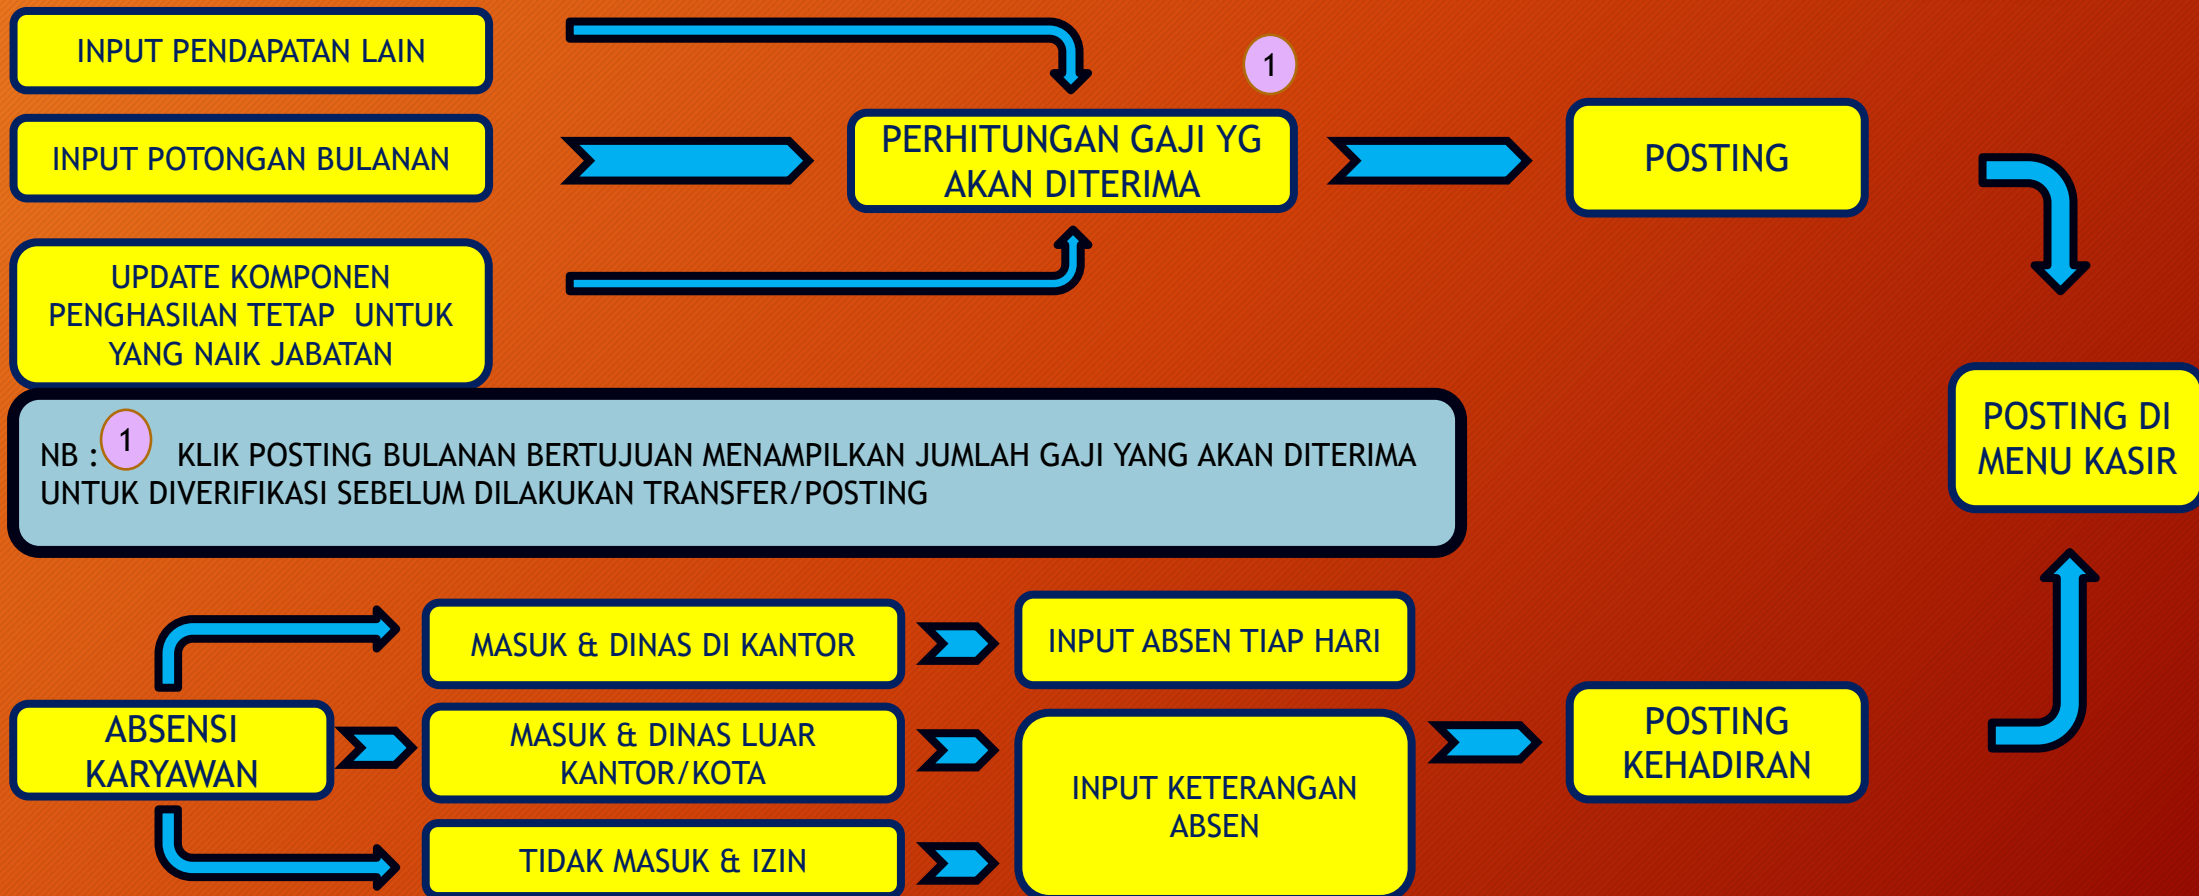 INPUT PENDAPATAN LAIN
1
INPUT POTONGAN BULANAN
PERHITUNGAN GAJI YG
AKAN DITERIMA
POSTING
UPDATE KOMPONEN
PENGHASIlAN TETAP  UNTUK
YANG NAIK JABATAN
POSTING DI
MENU KASIR
NB : 1 KLIK POSTING BULANAN BERTUJUAN MENAMPILKAN JUMLAH GAJI YANG AKAN DITERIMA
UNTUK DIVERIFIKASI SEBELUM DILAKUKAN TRANSFER/POSTING
MASUK & DINAS DI KANTOR
INPUT ABSEN TIAP HARI
ABSENSI
KARYAWAN
MASUK & DINAS LUAR
KANTOR/KOTA
INPUT KETERANGAN
ABSEN
POSTING
KEHADIRAN
TIDAK MASUK & IZIN